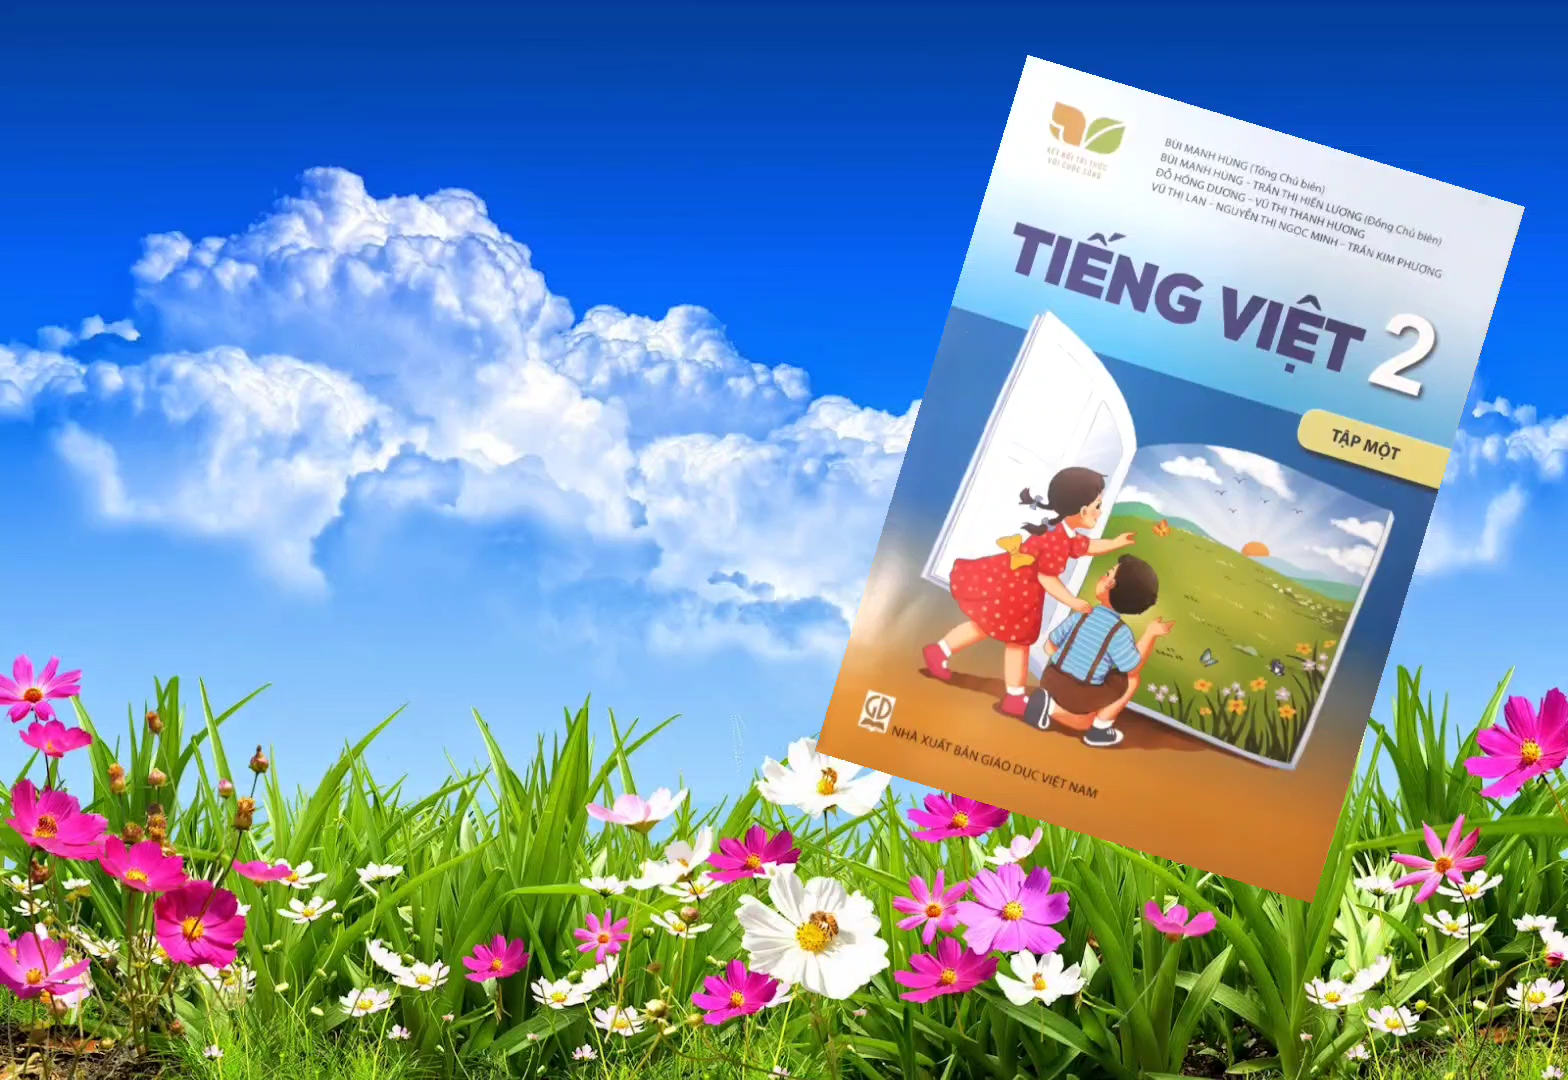 KẾT NỐI TRI THỨC
VỚI CUỘC SỐNG
BÙI MẠNH HÙNG (Tổng Chủ biên)
BÙI MẠNH HÙNG – TRẦN THỊ HIỀN LƯƠNG (Đồng Chủ biên)
ĐỖ HỒNG DƯƠNG – VŨ THỊ THANH HƯƠNG
VŨ THỊ LAN – NGUYỄN THỊ NGỌC MINH – TRẦN KIM PHƯỢNG
TIẾNG VIỆT 2
TẬP MỘT
GD
NHÀ XUẤT BẢN GIÁO DỤC VIỆT NAM